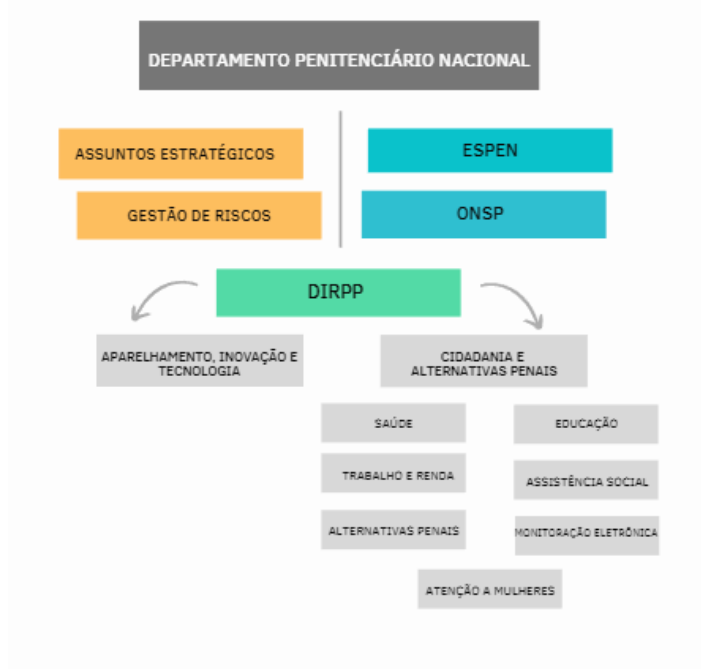 DEPARTAMENTO PENITENCIÁRIO NACIONAL
ASSUNTOS ESTRATÉGICOS
ESPEN
GESTÃO DE RISCOS
ONSP
DIRPP
APARELHAMENTO, INOVAÇÃO E
TECNOLOGIA
CIDADANIA E
ALTERNATIVAS PENAIS
SAÚDE
EDUCAÇÃO
TRABALHO E RENDA
ASSISTÊNCIA SOCIAL
ALTERNATIVAS PENAIS
MONITORAÇÃO ELETRÔNICA
ATENÇÃO A MULHERES